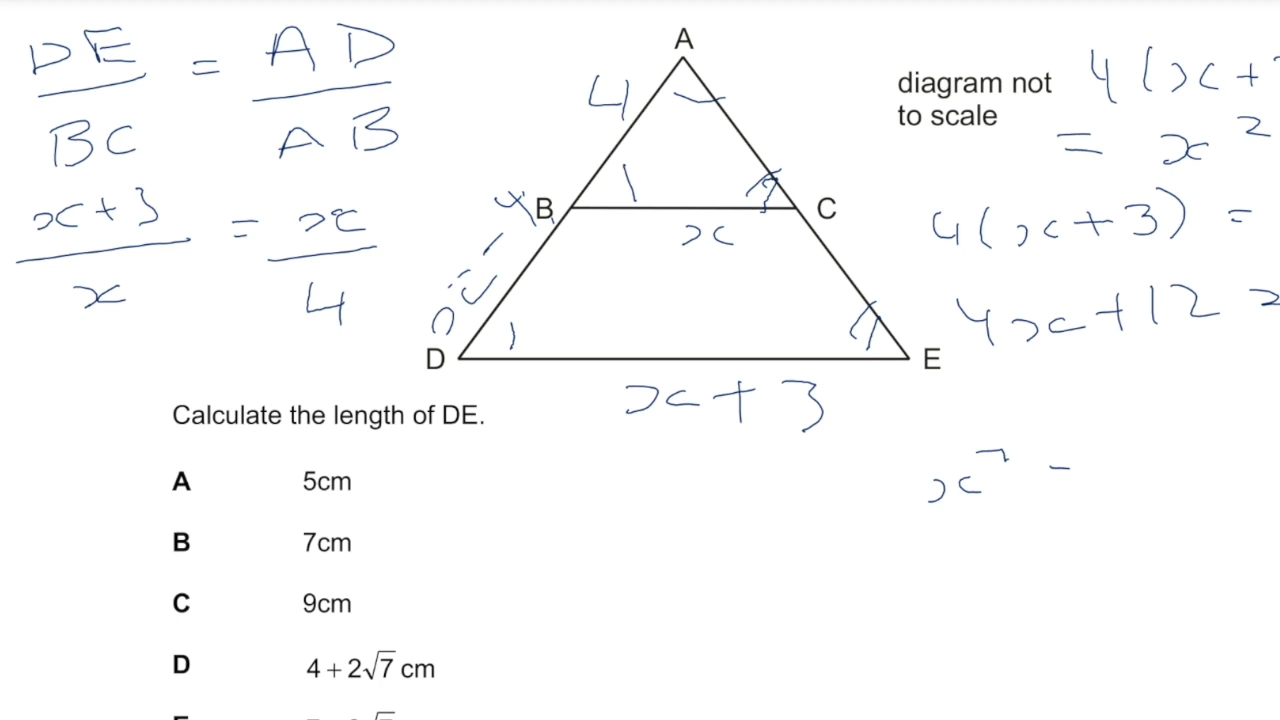 DE = AD
BC AB
x+3 = x
x 4
A
4
B
C
x
x - 4
D
E
x+3
diagram not
to scale
4(x+
= x²
4(x+3) =
4x+12 =
x² -
Calculate the length of DE.
A 5cm
B 7cm
C 9cm
D 4+2√7 cm